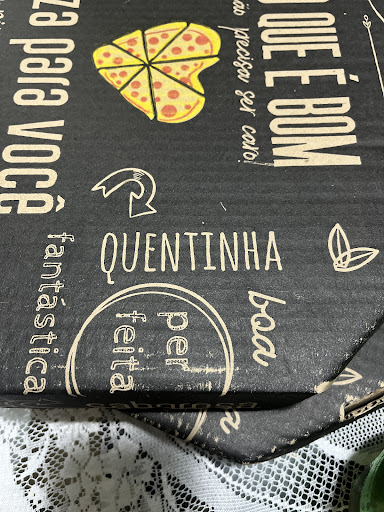 O QUE É BOM
não precisa ser caro!
za para você
QUENTINHA
boa
fantástica
per
feita